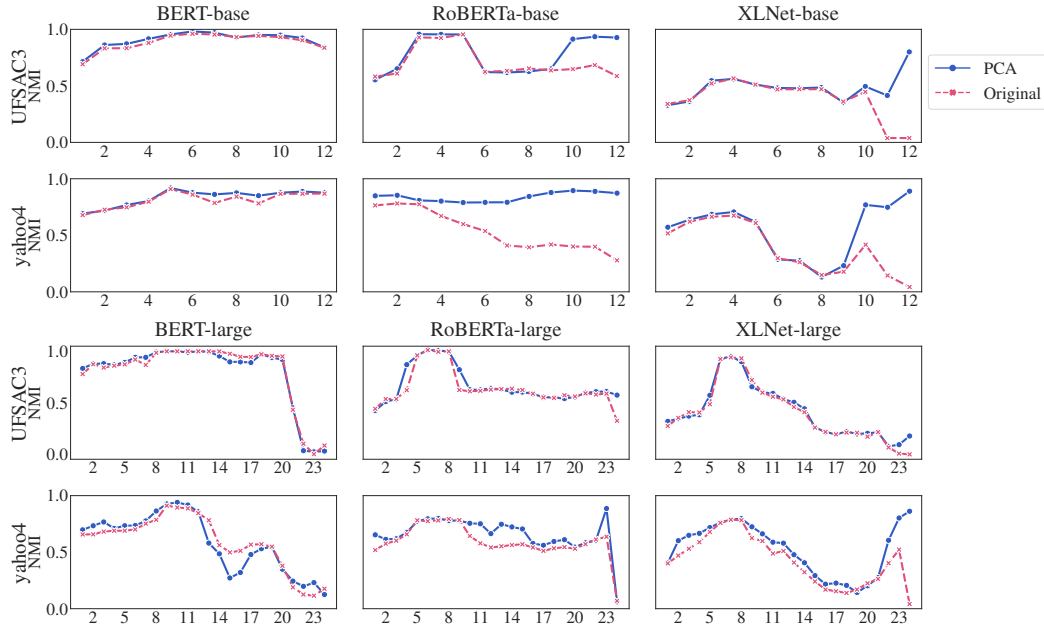 BERT-base RoBERTa-base XLNet-base
UFSAC3
NMI
1.0
0.5
0.0
2 4 6 8 10 12
2 4 6 8 10 12
2 4 6 8 10 12
PCA
Original
yahoo4
NMI
1.0
0.5
0.0
2 4 6 8 10 12
2 4 6 8 10 12
2 4 6 8 10 12
BERT-large RoBERTa-large XLNet-large
UFSAC3
NMI
1.0
0.5
0.0
2 5 8 11 14 17 20 23
2 5 8 11 14 17 20 23
2 5 8 11 14 17 20 23
yahoo4
NMI
1.0
0.5
0.0
2 5 8 11 14 17 20 23
2 5 8 11 14 17 20 23
2 5 8 11 14 17 20 23